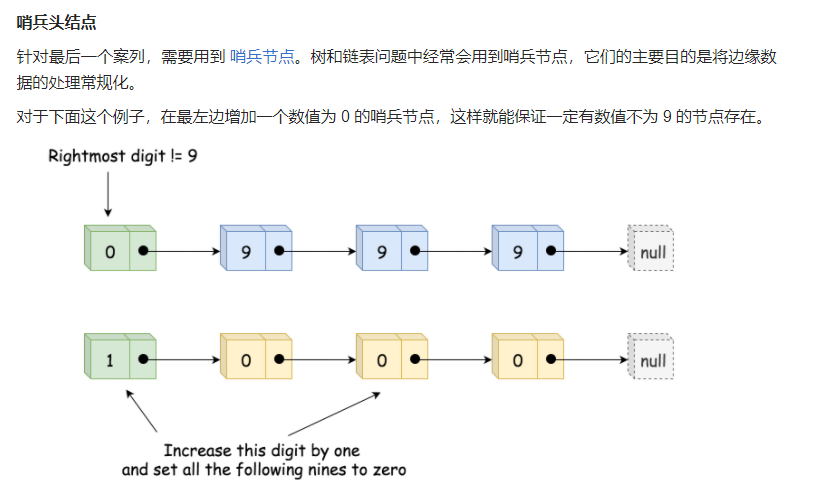 哨兵头结点
针对最后一个案列，需要用到 哨兵节点。树和链表问题中经常会用到哨兵节点，它们的主要目的是将边缘数
据的处理常规化。
对于下面这个例子，在最左边增加一个数值为 0 的哨兵节点，这样就能保证一定有数值不为 9 的节点存在。
Rightmost digit != 9
0 9 9 9 null
1 0 0 0 null
Increase this digit by one
and set all the following nines to zero